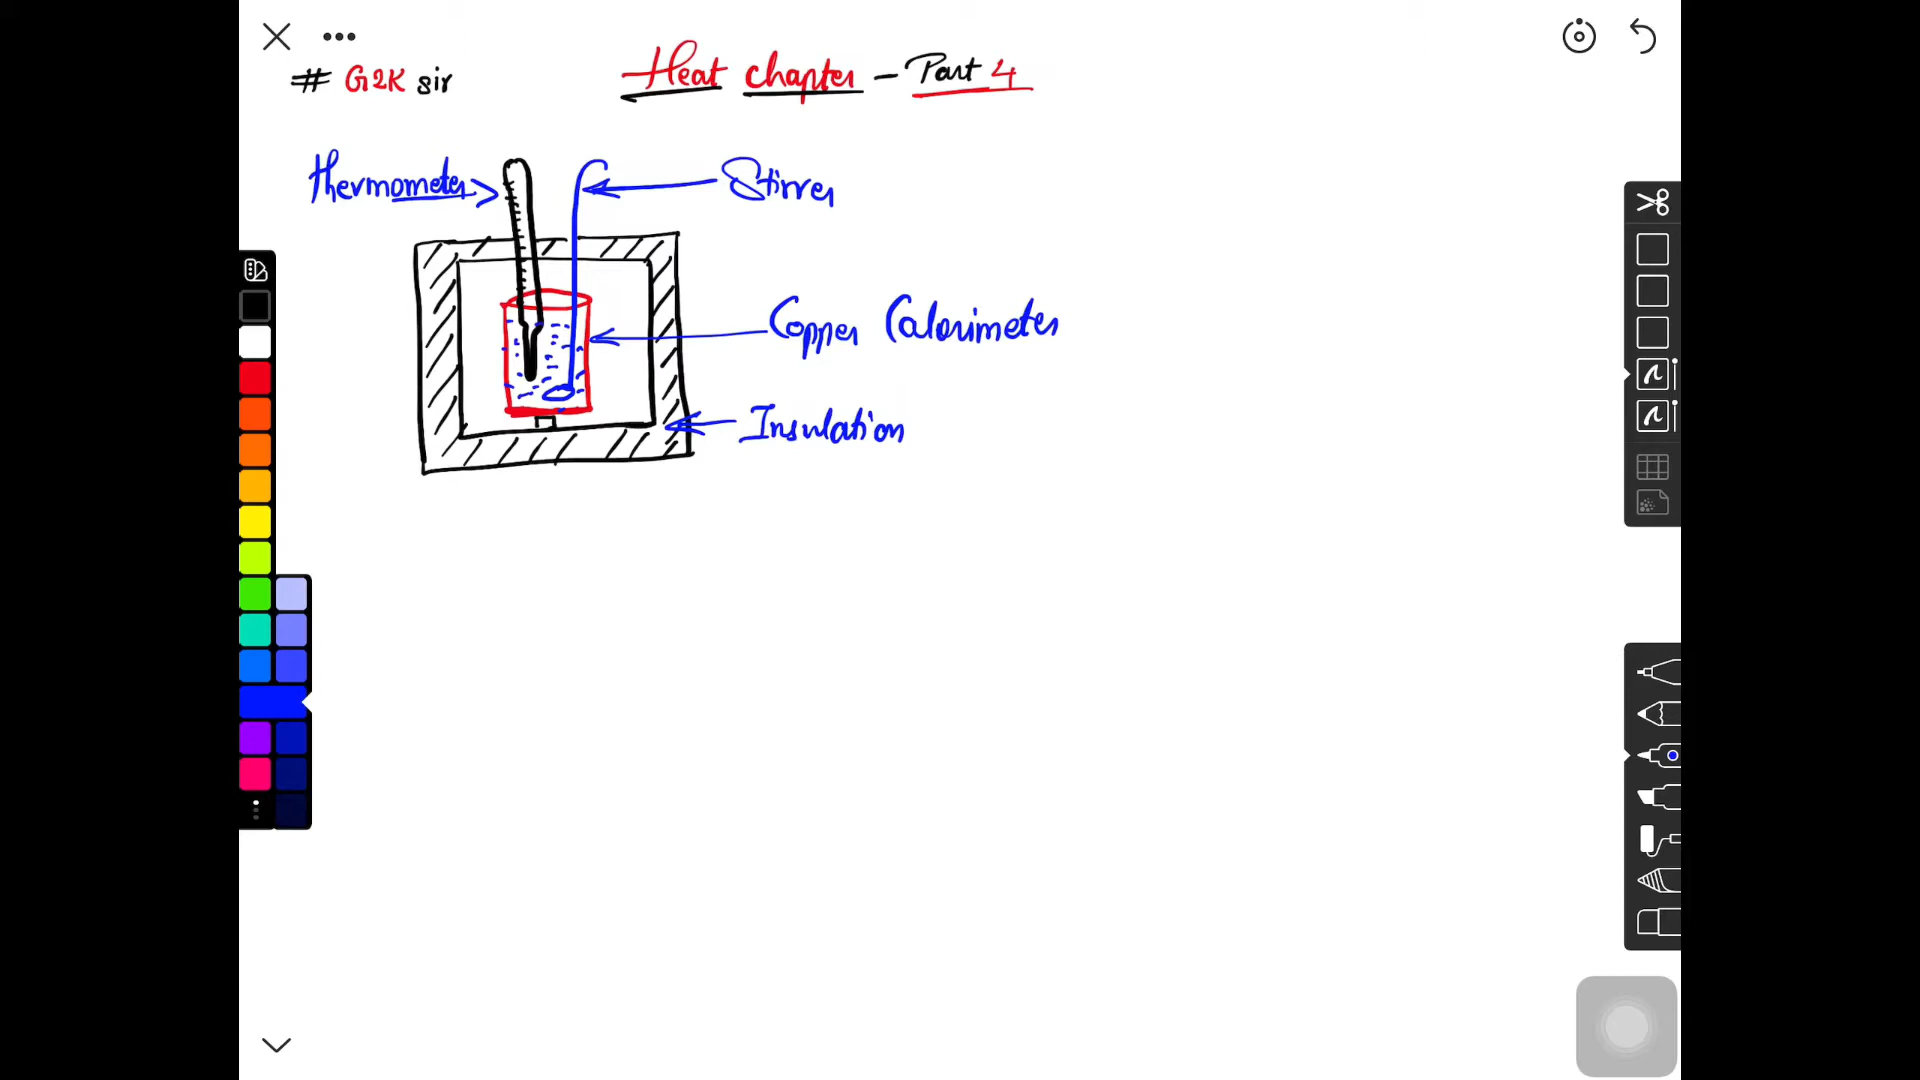 # G2K sir
Heat chapter - Part 4
Thermometer
Stirrer
Copper Calorimeter
Insulation